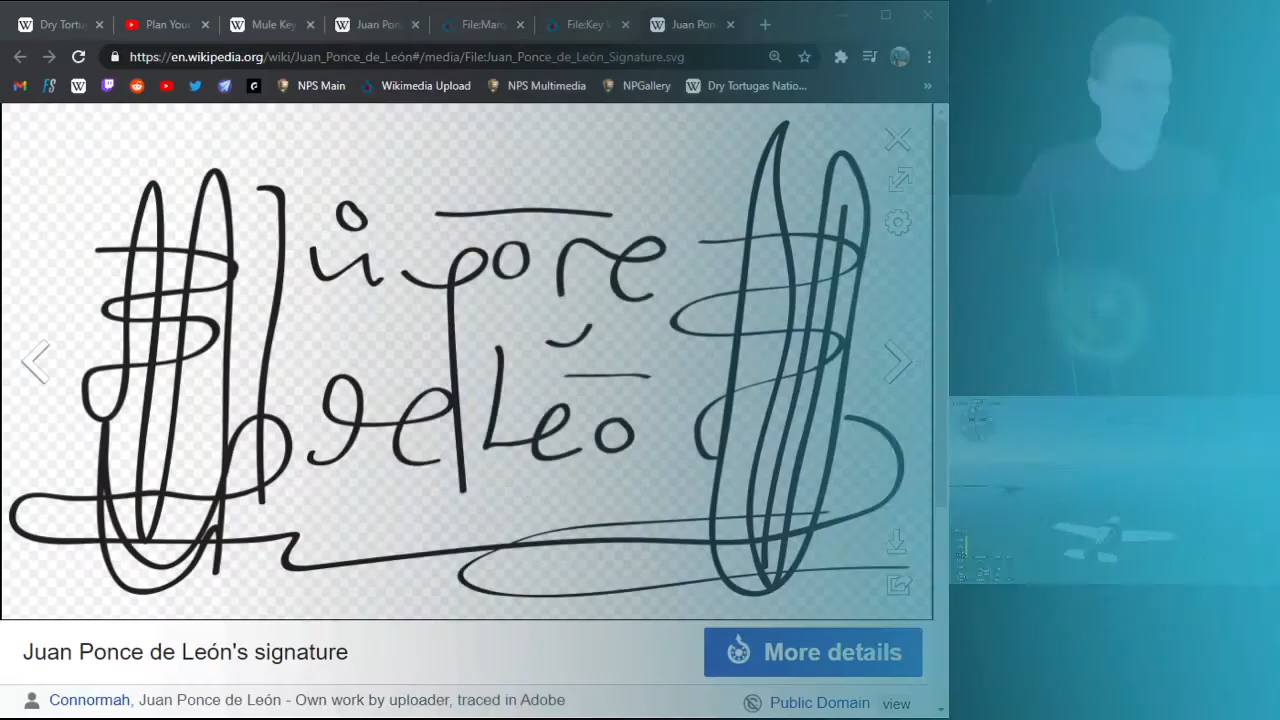 Dry Tortu
Plan Your
Mule Key
Juan Pon
File:Marq
File:Key W
Juan Pon
https://en.wikipedia.org/wiki/Juan_Ponce_de_León#/media/File:Juan_Ponce_de_León_Signature.svg
NPS Main
Wikimedia Upload
NPS Multimedia
NPGallery
Dry Tortugas Natio...
de Léo
Juan Ponce de León's signature
More details
Connormah, Juan Ponce de León - Own work by uploader, traced in Adobe
Public Domain
view